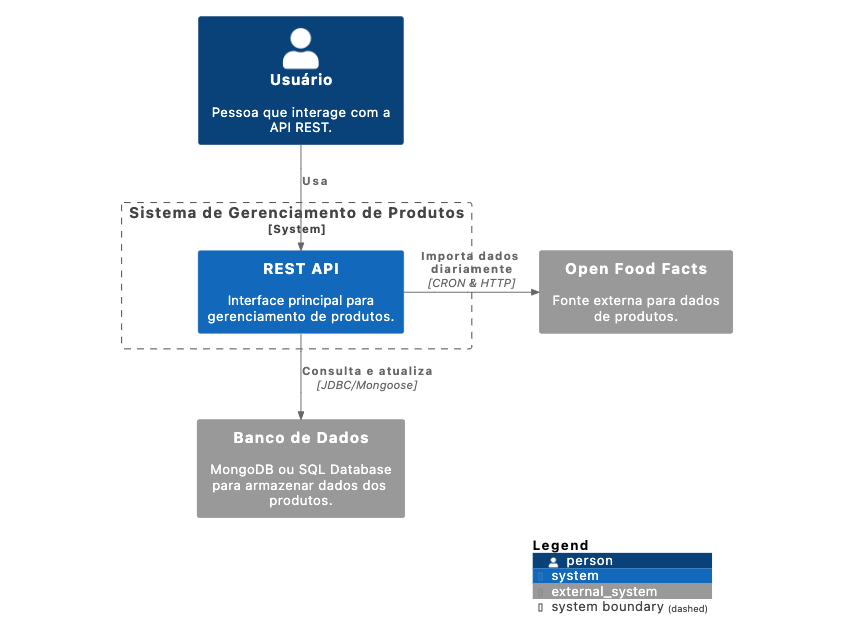 Usuário
Pessoa que interage com a
API REST.
Usa
Sistema de Gerenciamento de Produtos
[System]
REST API
Interface principal para
gerenciamento de produtos.
Importa dados
diariamente
[CRON & HTTP]
Open Food Facts
Fonte externa para dados
de produtos.
Consulta e atualiza
[JDBC/Mongoose]
Banco de Dados
MongoDB ou SQL Database
para armazenar dados dos
produtos.
Legend
person
system
external_system
system boundary (dashed)